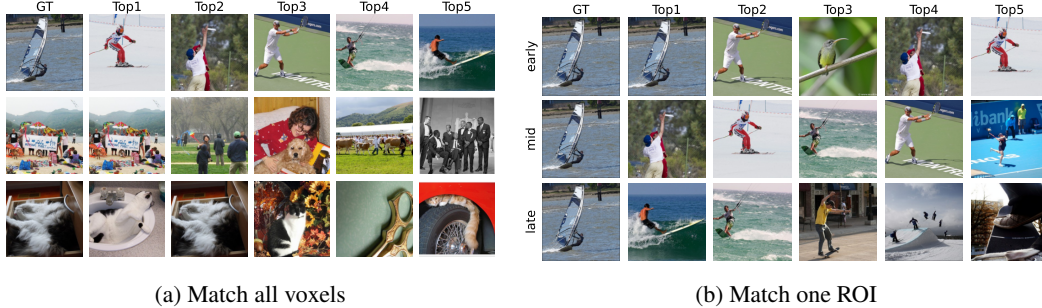 GT Top1 Top2 Top3 Top4 Top5
GT Top1 Top2 Top3 Top4 Top5
early
mid
late
ibank
(a) Match all voxels
(b) Match one ROI